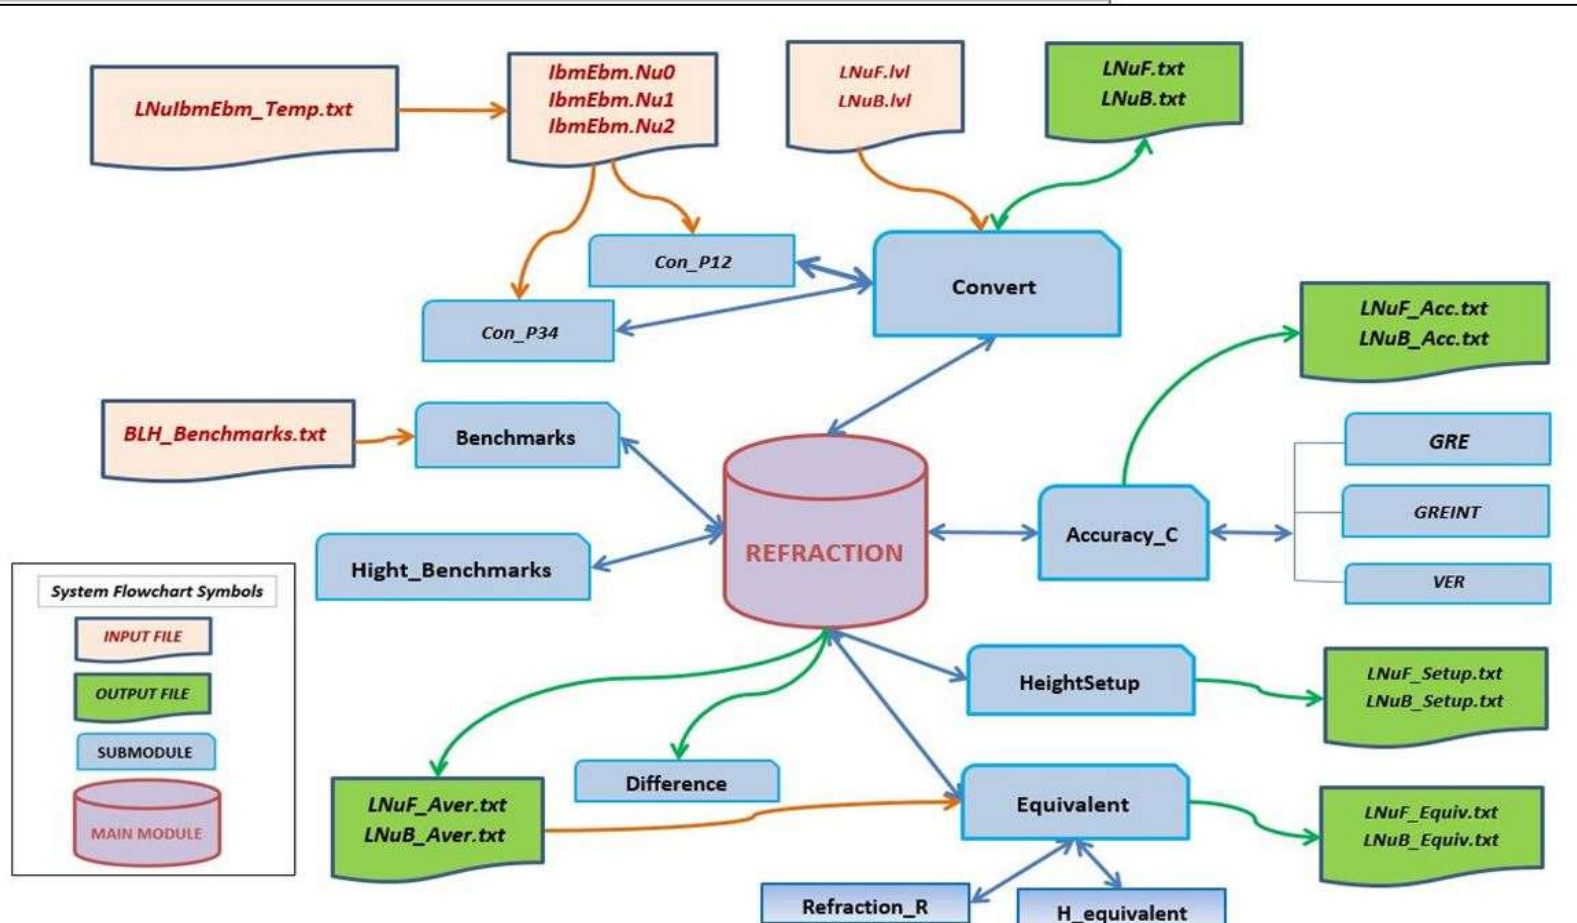 LNuIbmEbm_Temp.txt
IbmEbm.Nu0
IbmEbm.Nu1
IbmEbm.Nu2
LNuF.lvl
LNuB.lvl
LNuF.txt
LNuB.txt
Con_P12
Convert
Con_P34
LNuF_Acc.txt
LNuB_Acc.txt
BLH_Benchmarks.txt
Benchmarks
GRE
GREINT
VER
Accuracy_C
REFRACTION
Hight_Benchmarks
System Flowchart Symbols
INPUT FILE
OUTPUT FILE
SUBMODULE
MAIN MODULE
HeightSetup
LNuF_Setup.txt
LNuB_Setup.txt
Difference
LNuF_Aver.txt
LNuB_Aver.txt
Equivalent
LNuF_Equiv.txt
LNuB_Equiv.txt
Refraction_R
H_equivalent